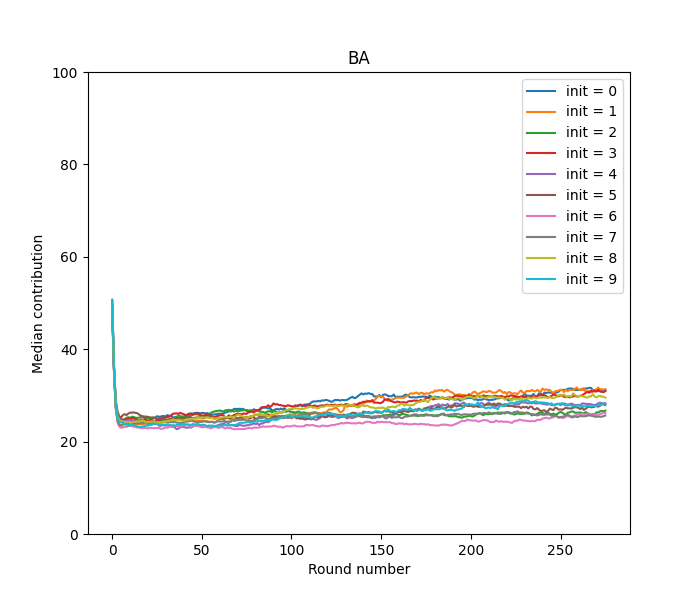 BA
Median contribution
100
80
60
40
20
0
0 50 100 150 200 250
Round number
init = 0
init = 1
init = 2
init = 3
init = 4
init = 5
init = 6
init = 7
init = 8
init = 9